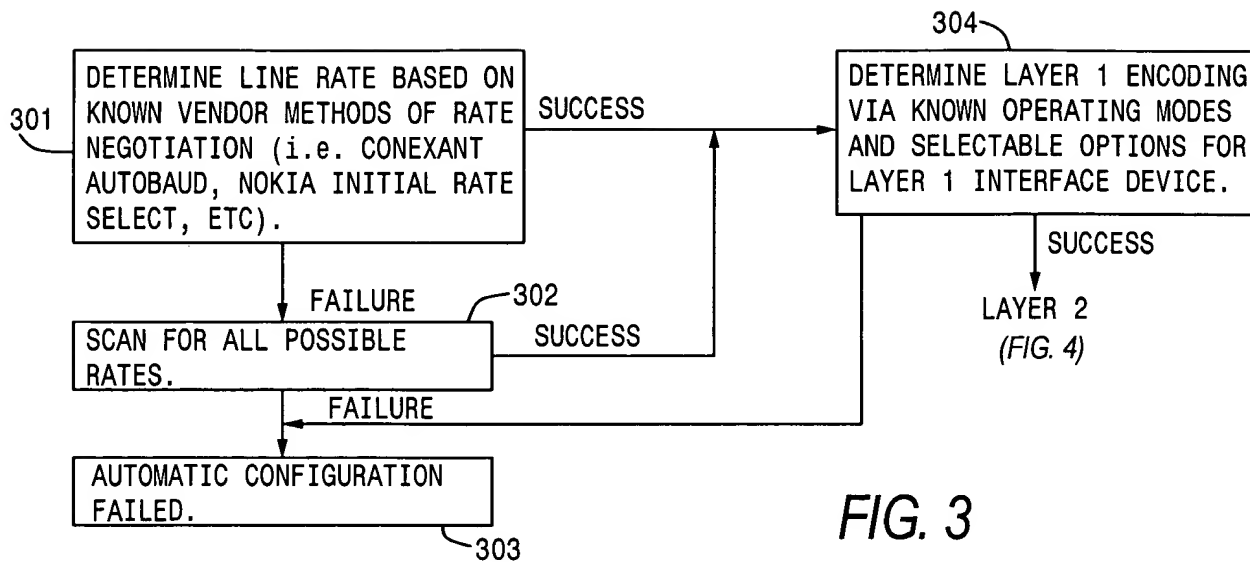 301
DETERMINE LINE RATE BASED ON
KNOWN VENDOR METHODS OF RATE
NEGOTIATION (i.e. CONEXANT
AUTOBAUD, NOKIA INITIAL RATE
SELECT, ETC).
SUCCESS
304
DETERMINE LAYER 1 ENCODING
VIA KNOWN OPERATING MODES
AND SELECTABLE OPTIONS FOR
LAYER 1 INTERFACE DEVICE.
SUCCESS
LAYER 2
(FIG. 4)
FAILURE
302
SCAN FOR ALL POSSIBLE
RATES.
SUCCESS
FAILURE
AUTOMATIC CONFIGURATION
FAILED.
303
FIG. 3